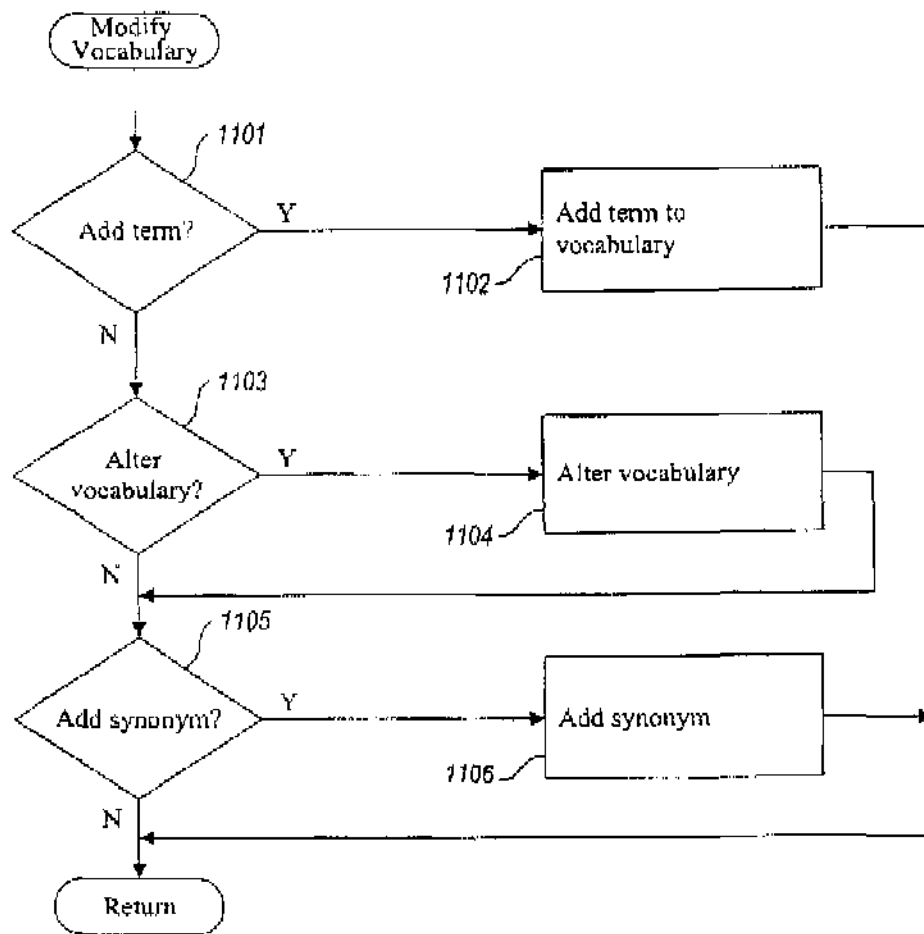 Modify
Vocabulary
1101
Add term?
Y
Add term to
vocabulary
1102
N
1103
Alter
vocabulary?
Y
Alter vocabulary
1104
N
1105
Add synonym?
Y
Add synonym
1106
N
Return